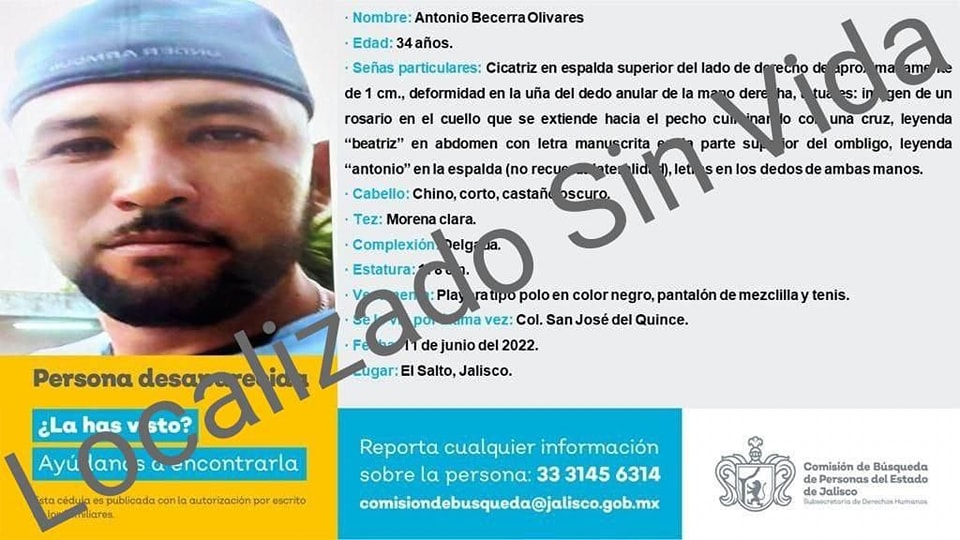 · Nombre: Antonio Becerra Olivares
· Edad: 34 años.
· Señas particulares: Cicatriz en espalda superior del lado de derecho de aproximadamente
de 1 cm., deformidad en la uña del dedo anular de la mano derecha, tatuajes: imagen de un
rosario en el cuello que se extiende hacia el pecho culminando con una cruz, leyenda
“beatriz” en abdomen con letra manuscrita en la parte superior del ombligo, leyenda
“antonio” en la espalda (no recuerda lateralidad), letras en los dedos de ambas manos.
· Cabello: Chino, corto, castaño oscuro.
· Tez: Morena clara.
· Complexión: Delgada.
· Estatura: cm.
· Vestimenta: Playera tipo polo en color negro, pantalón de mezclilla y tenis.
· Se le vio por última vez: Col. San José del Quince.
· Fecha: 11 de junio del 2022.
· Lugar: El Salto, Jalisco.
Localizado Sin Vida
Persona desaparecida
¿La has visto?
Ayúdanos a encontrarla
Esta cédula es publicada con la autorización por escrito
de los familiares.
Reporta cualquier información
sobre la persona: 33 3145 6314
comisiondebusqueda@jalisco.gob.mx
Comisión de Búsqueda
de Personas del Estado
de Jalisco
Subsecretaría de Derechos Humanos